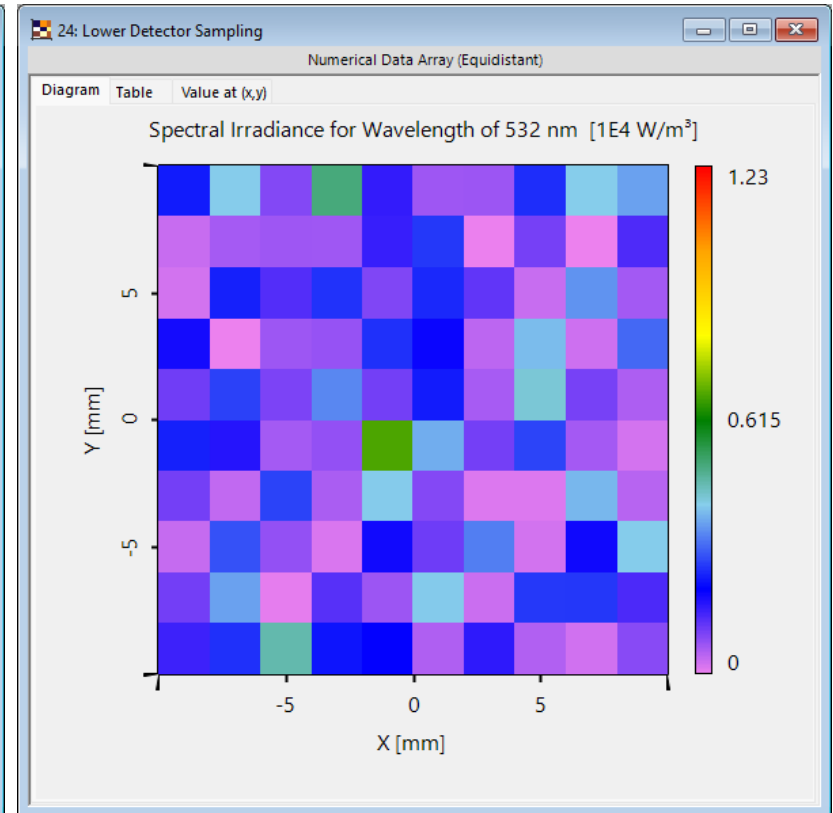 24: Lower Detector Sampling
Numerical Data Array (Equidistant)
Diagram Table Value at (x,y)
Spectral Irradiance for Wavelength of 532 nm [1E4 W/m³]
1.23
5
Y [mm]
0
0.615
-5
0
-5 0 5
X [mm]